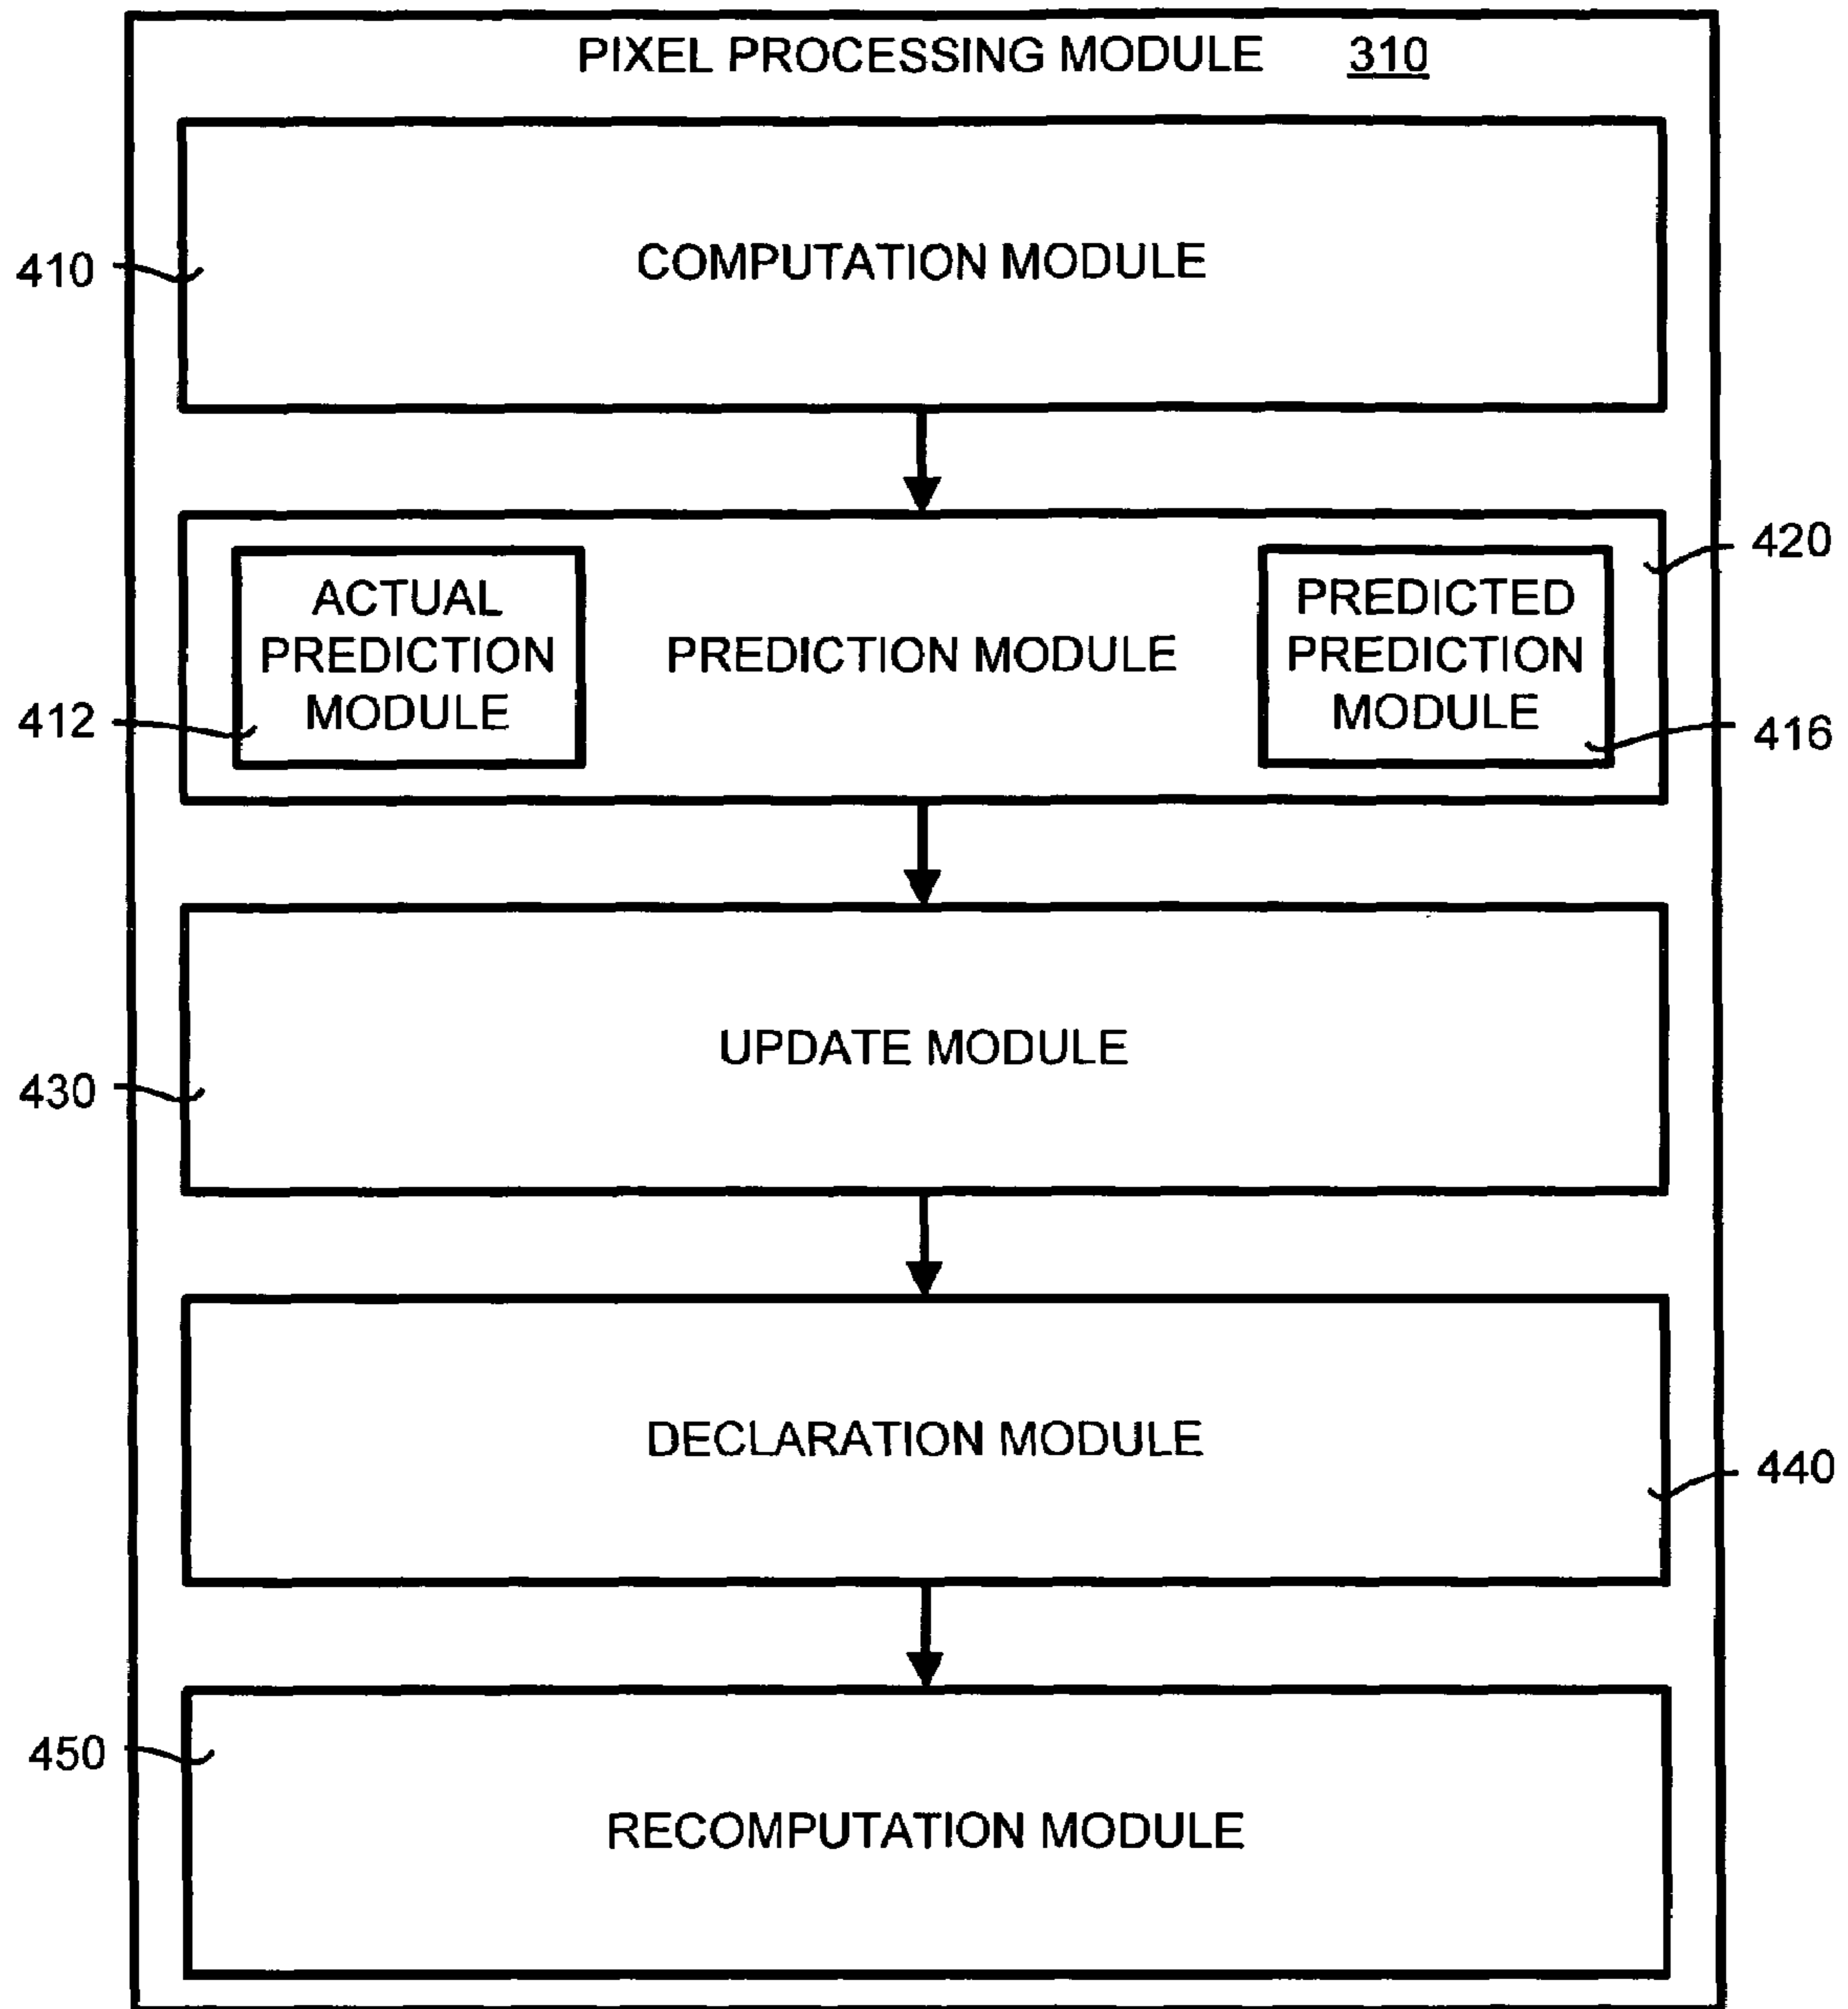 PIXEL PROCESSING MODULE 310
COMPUTATION MODULE
410
420
ACTUAL
PREDICTION
MODULE
PREDICTION MODULE
PREDICTED
PREDICTION
MODULE
412
416
UPDATE MODULE
430
DECLARATION MODULE
440
450
RECOMPUTATION MODULE